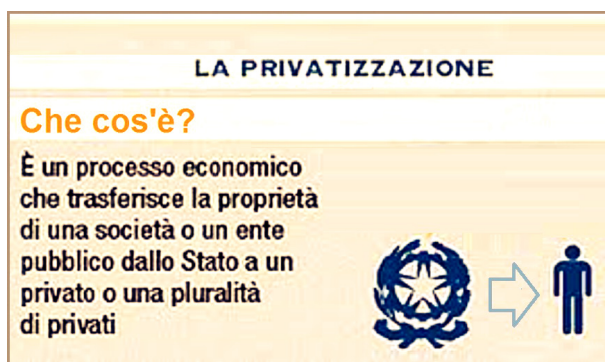 LA PRIVATIZZAZIONE
Che cos'è?
È un processo economico
che trasferisce la proprietà
di una società o un ente
pubblico dallo Stato a un
privato o una pluralità
di privati